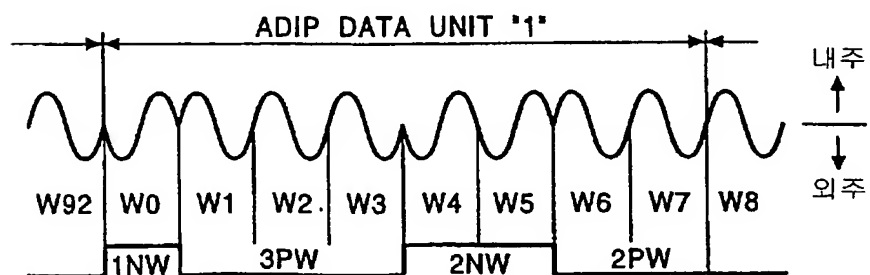 ADIP DATA UNIT "1"
내주
W92 W0 W1 W2. W3 W4 W5 W6 W7 W8
외주
1NW 3PW 2NW 2PW